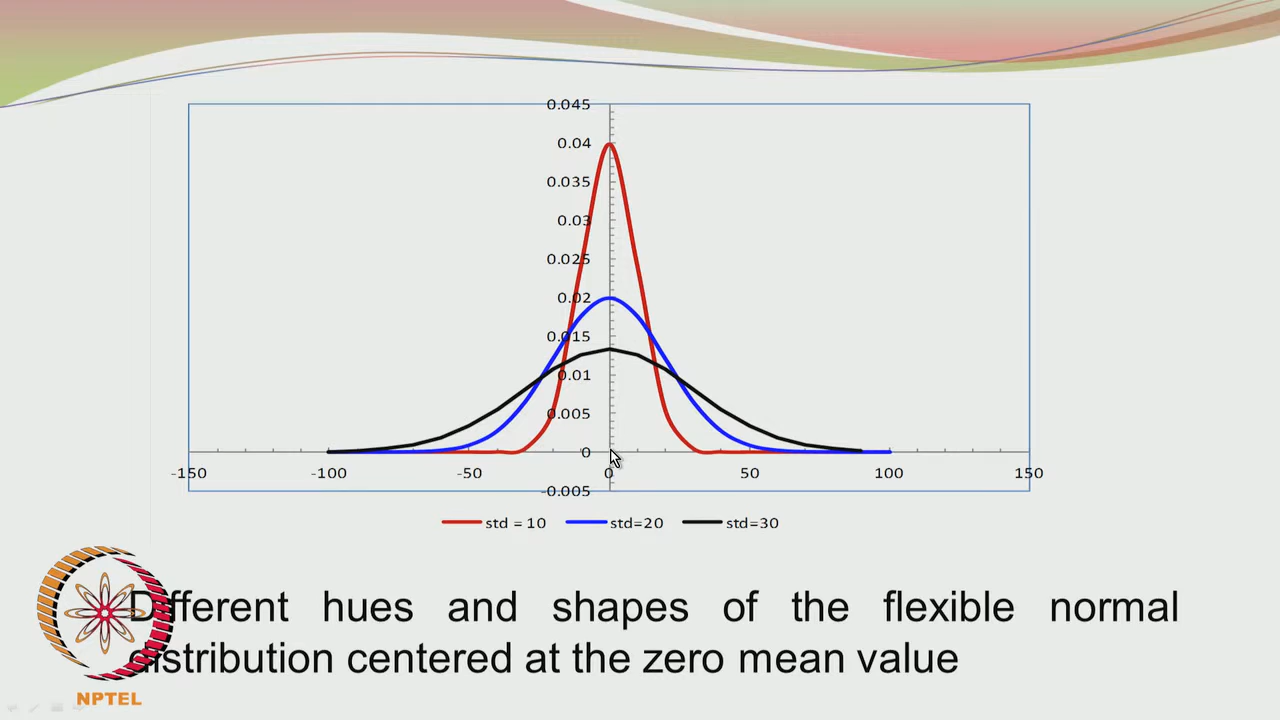 0.045
0.04
0.035
0.03
0.025
0.02
0.015
0.01
0.005
0
-0.005
-150 -100 -50 0 50 100 150
std = 10 std=20 std=30
Different hues and shapes of the flexible normal
distribution centered at the zero mean value
NPTEL